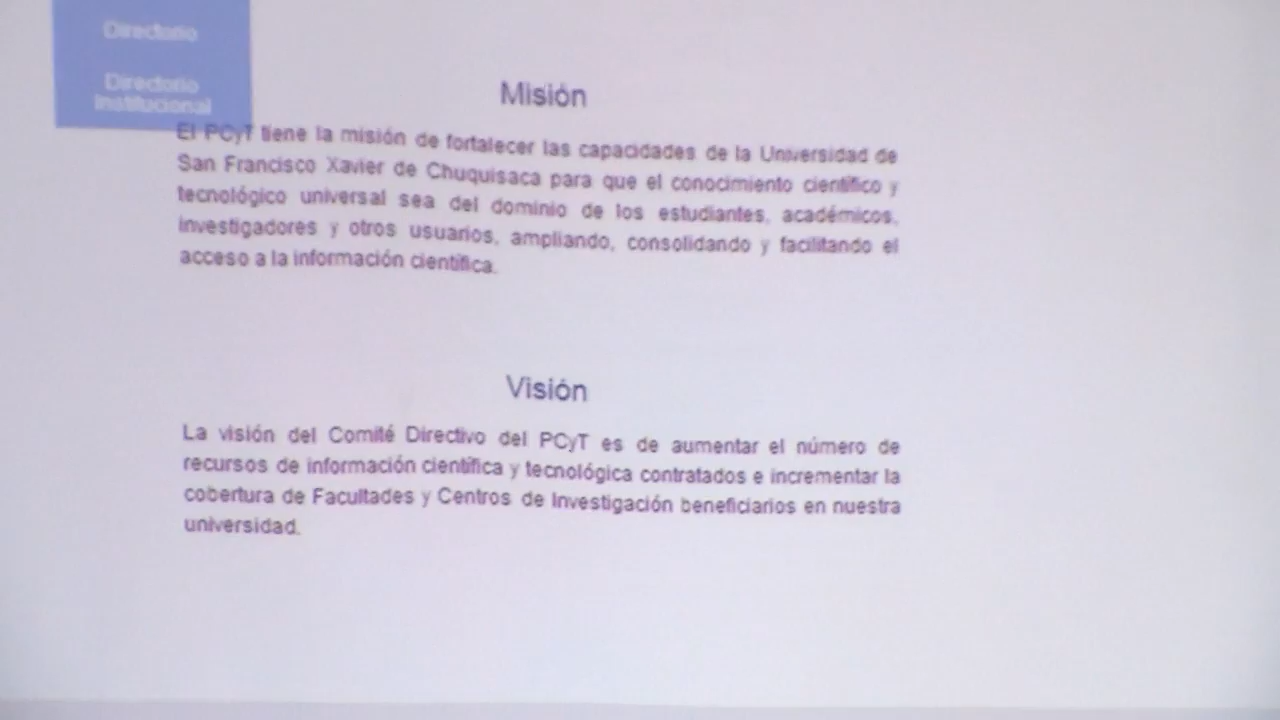 Directorio
Directorio
Institucional
Misión
El PCyT tiene la misión de fortalecer las capacidades de la Universidad de
San Francisco Xavier de Chuquisaca para que el conocimiento científico y
tecnológico universal sea del dominio de los estudiantes, académicos,
investigadores y otros usuarios, ampliando, consolidando y facilitando el
acceso a la información científica.
Visión
La visión del Comité Directivo del PCyT es de aumentar el número de
recursos de información científica y tecnológica contratados e incrementar la
cobertura de Facultades y Centros de Investigación beneficiarios en nuestra
universidad.